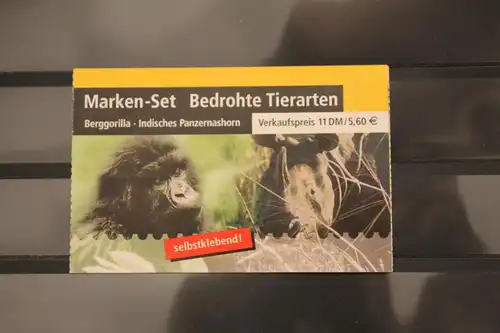 Marken-Set Bedrohte Tierarten
Berggorilla · Indisches Panzernashorn
Verkaufspreis 11 DM/5,60 €
selbstklebend!